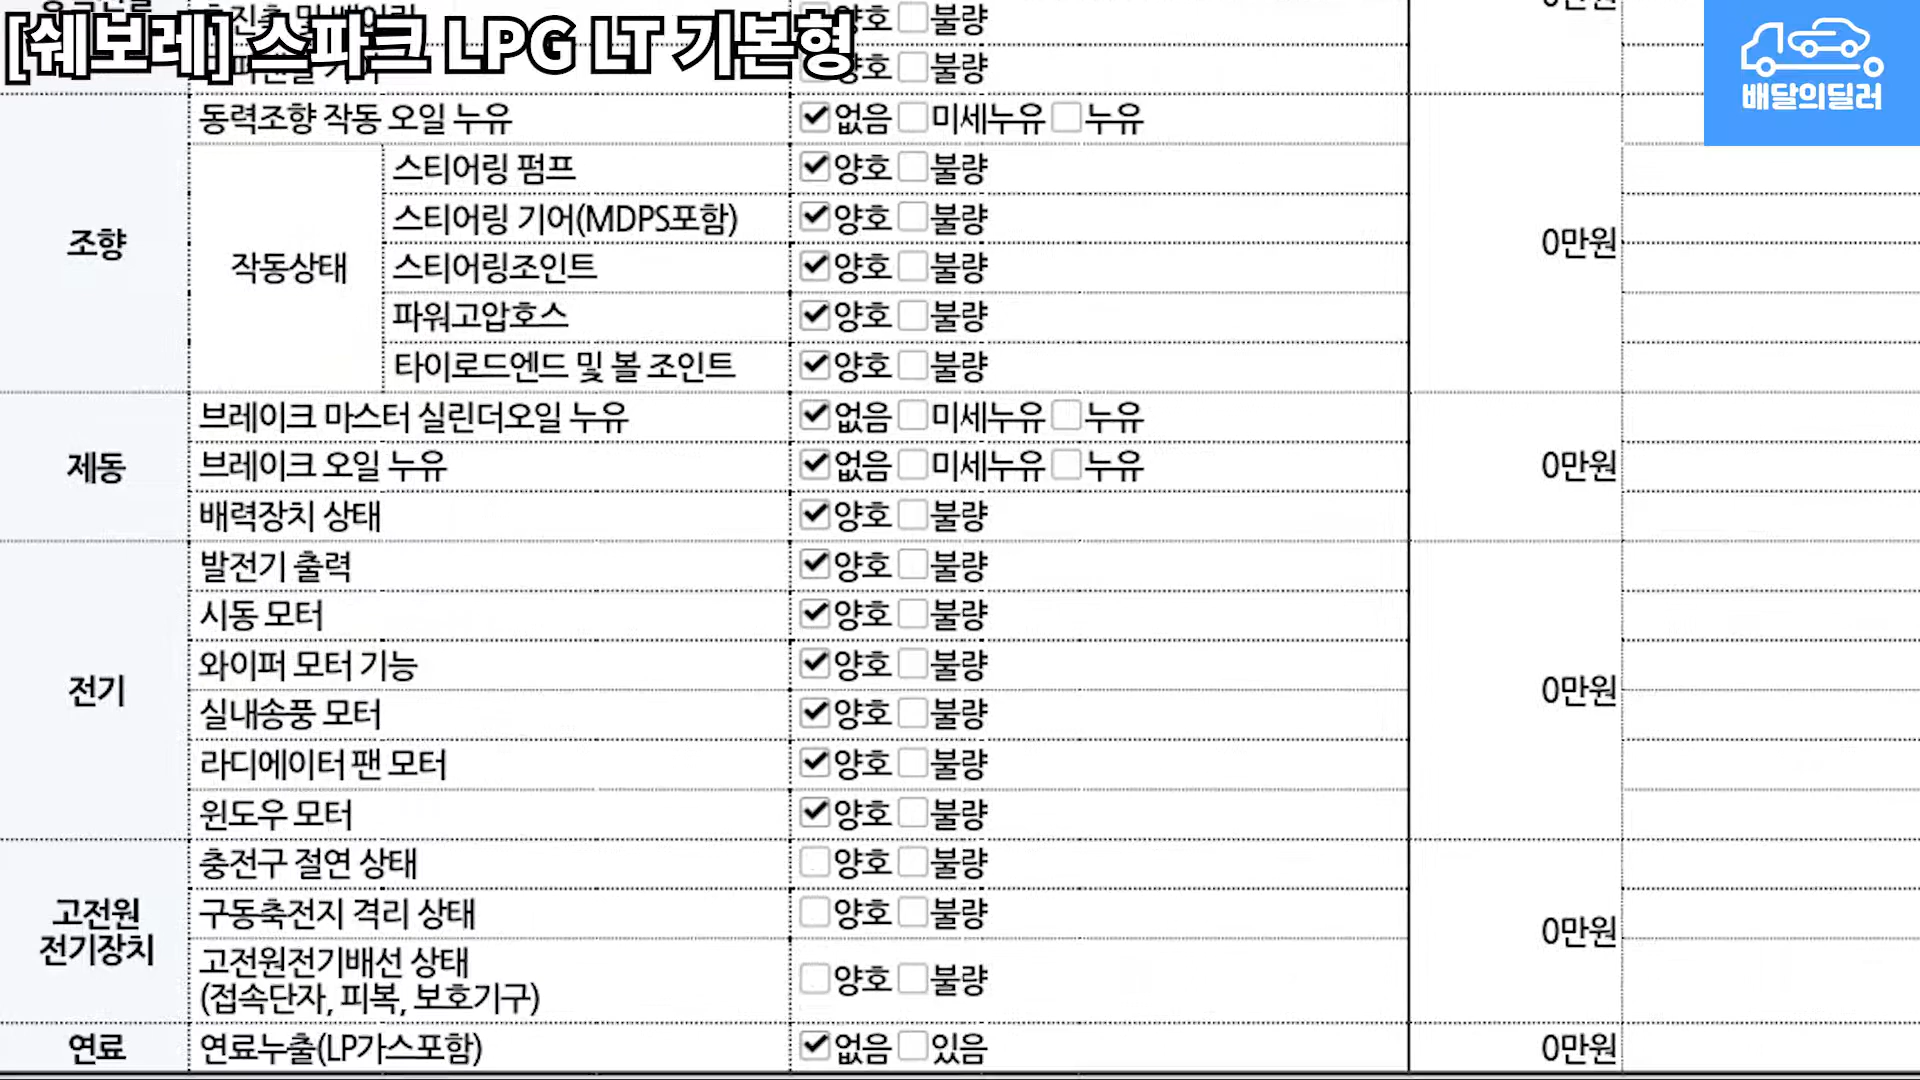 [쉐보레] 스파크 LPG LT 기본형
배달의딜러
양호 불량
양호 불량
0만원
조향
동력조향 작동 오일 누유 없음 미세누유 누유
작동상태
스티어링 펌프 양호 불량
스티어링 기어(MDPS포함) 양호 불량
스티어링조인트 양호 불량
파워고압호스 양호 불량
타이로드엔드 및 볼 조인트 양호 불량
0만원
제동
브레이크 마스터 실린더오일 누유 없음 미세누유 누유
브레이크 오일 누유 없음 미세누유 누유
배력장치 상태 양호 불량
0만원
전기
발전기 출력 양호 불량
시동 모터 양호 불량
와이퍼 모터 기능 양호 불량
실내송풍 모터 양호 불량
라디에이터 팬 모터 양호 불량
윈도우 모터 양호 불량
0만원
고전원
전기장치
충전구 절연 상태 양호 불량
구동축전지 격리 상태 양호 불량
고전원전기배선 상태
(접속단자, 피복, 보호기구) 양호 불량
0만원
연료
연료누출(LP가스포함) 없음 있음
0만원